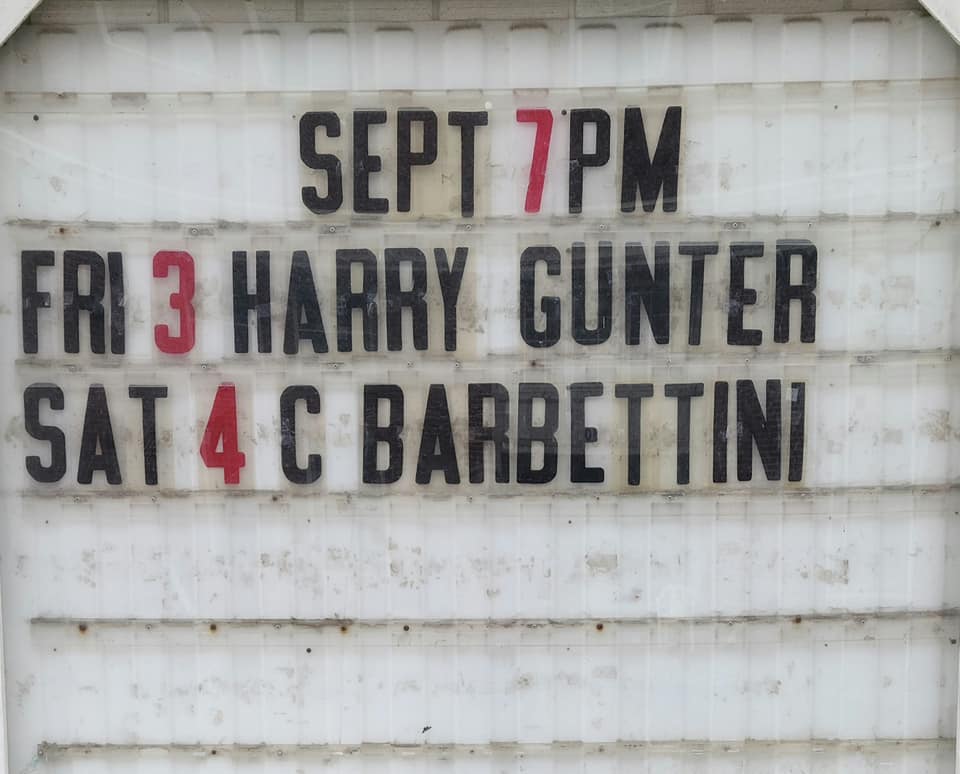 SEPT 7PM
FRI 3 HARRY GUNTER
SAT 4 C BARBETTINI